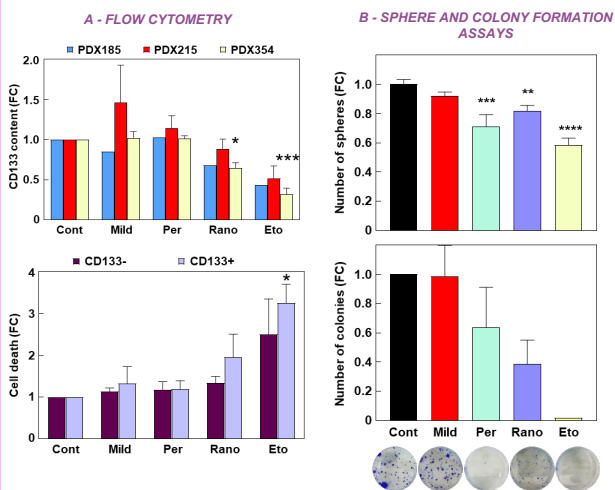 A - FLOW CYTOMETRY
B - SPHERE AND COLONY FORMATION
ASSAYS
PDX185 PDX215 PDX354
CD133 content (FC)
2.0
1.5
1.0
0.5
0
*
***
Cont Mild Per Rano Eto
CD133- CD133+
Cell death (FC)
4
3
2
1
0
*
Cont Mild Per Rano Eto
Number of spheres (FC)
1.0
0.8
0.6
0.4
0.2
0
***
**
****
Number of colonies (FC)
1.0
0.8
0.6
0.4
0.2
0
Cont Mild Per Rano Eto